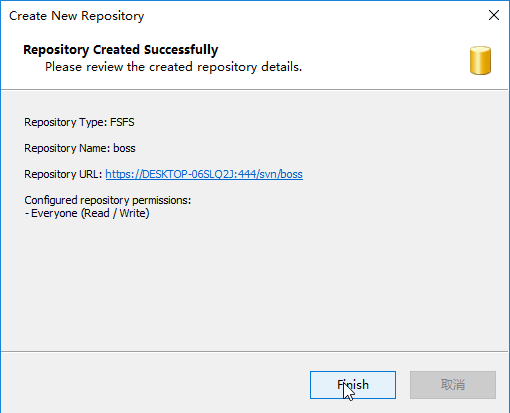 Create New Repository
Repository Created Successfully
Please review the created repository details.
Repository Type: FSFS
Repository Name: boss
Repository URL: https://DESKTOP-06SLQ2J:444/svn/boss
Configured repository permissions:
- Everyone (Read / Write)
Finish
取消